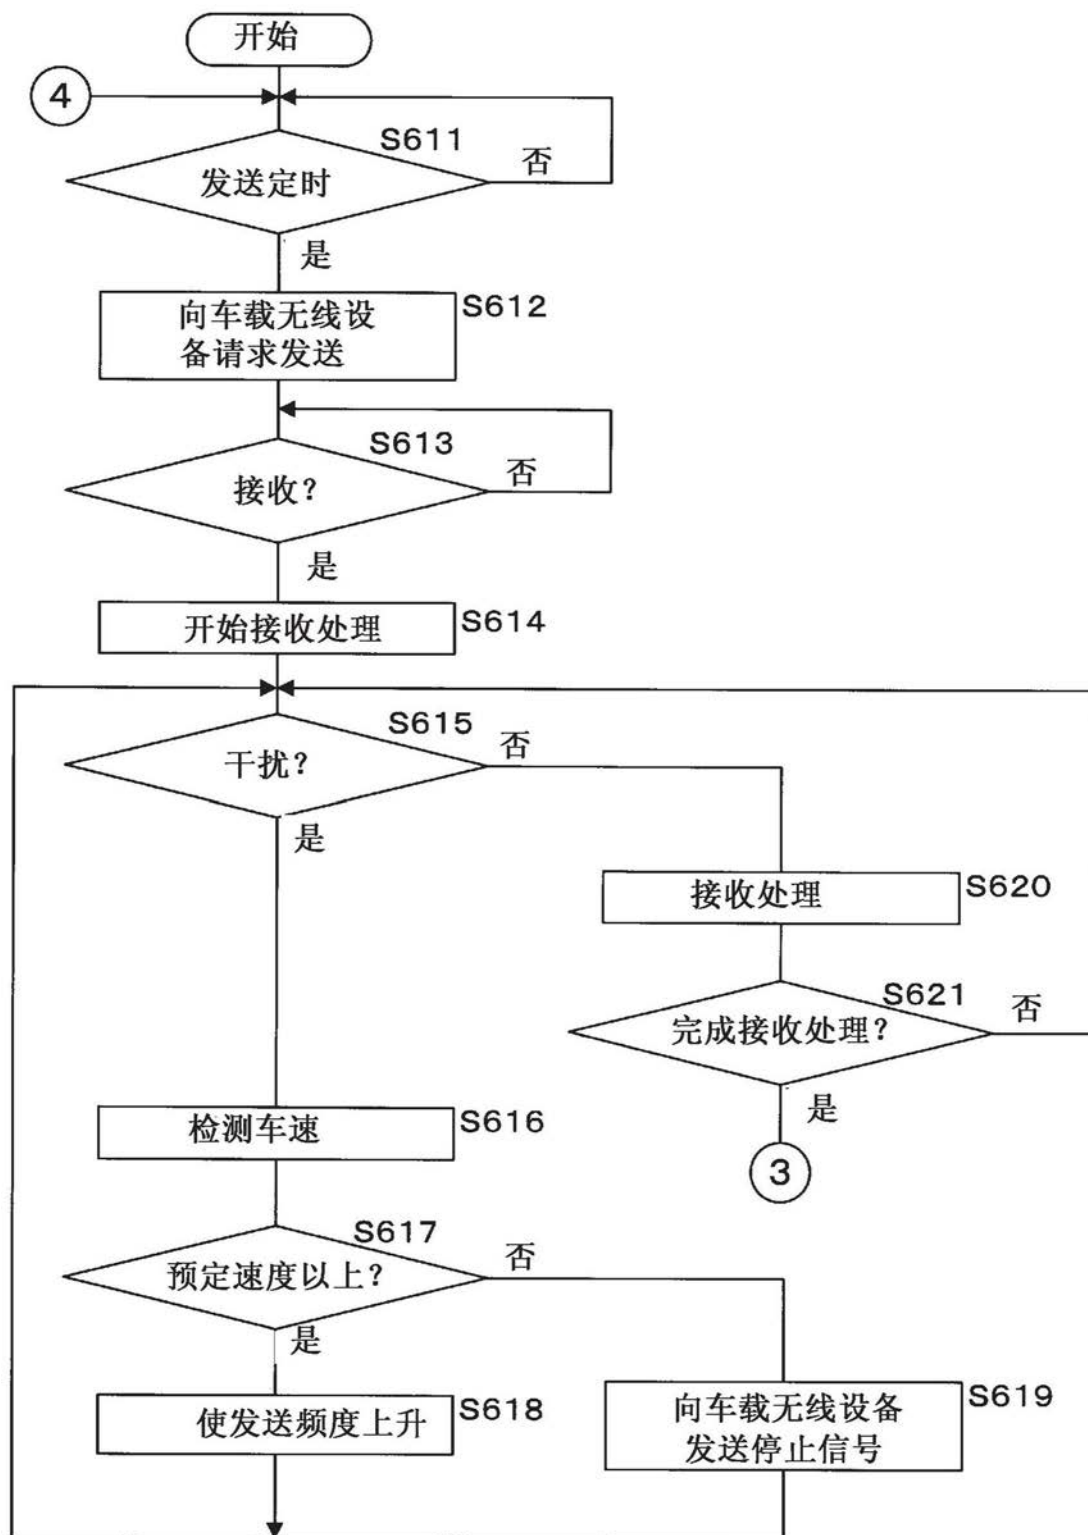 开始
4
S611
发送定时
否
是
向车载无线设
备请求发送
S612
S613
接收？
否
是
开始接收处理
S614
S615
干扰？
否
是
接收处理
S620
S621
完成接收处理？
否
是
3
检测车速
S616
S617
预定速度以上？
否
是
使发送频度上升
S618
向车载无线设备
发送停止信号
S619